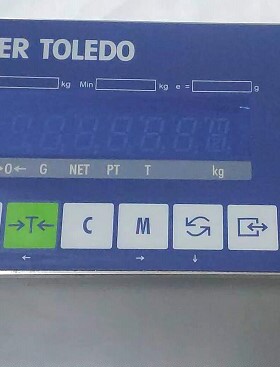 ER TOLEDO
kg Min kg e = g
→0← G NET PT T kg
→T← C M
← → ↓